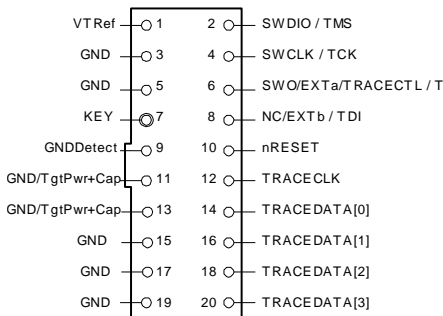 VTRef 1 2 SWDIO / TMS
GND 3 4 SWCLK / TCK
GND 5 6 SWO/EXTa/TRACECTL / T
KEY 7 8 NC/EXTb / TDI
GNDDetect 9 10 nRESET
GND/TgtPwr+Cap 11 12 TRACECLK
GND/TgtPwr+Cap 13 14 TRACEDATA[0]
GND 15 16 TRACEDATA[1]
GND 17 18 TRACEDATA[2]
GND 19 20 TRACEDATA[3]